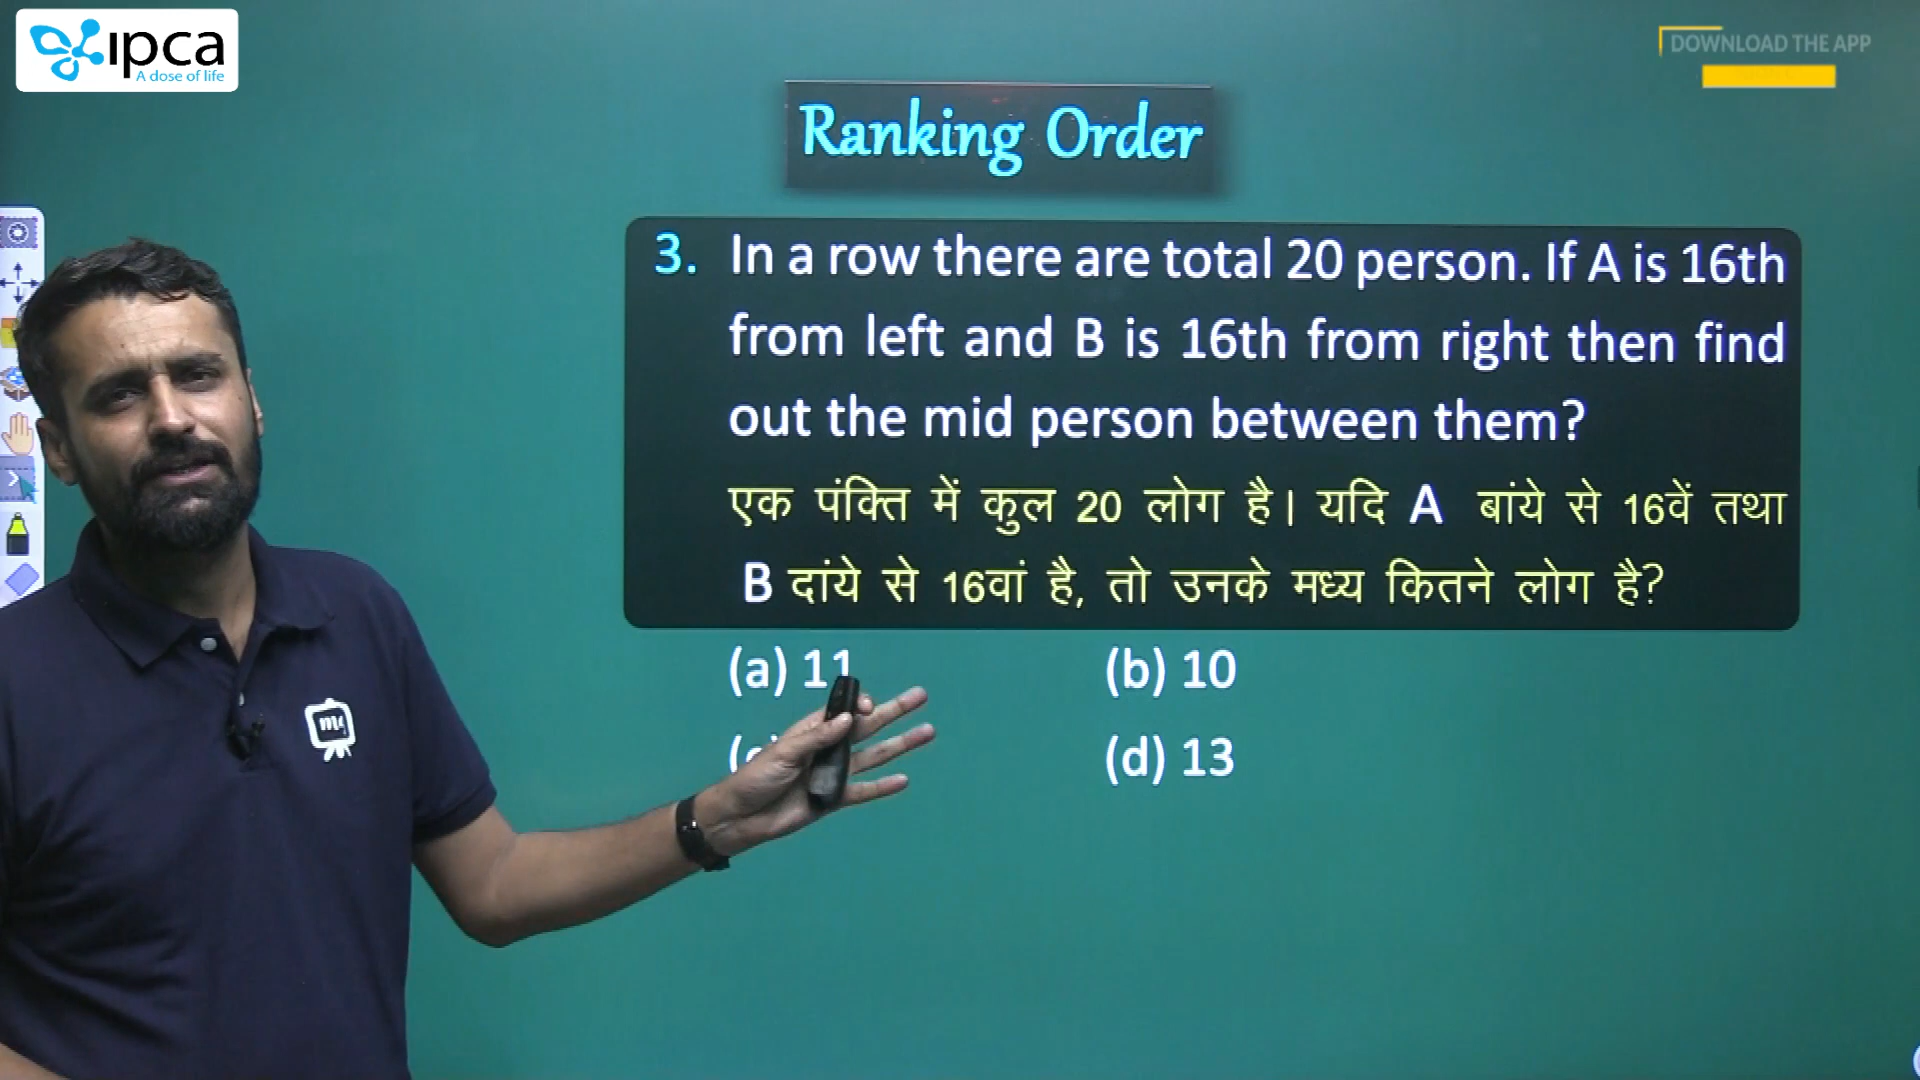 ipca
A dose of life
DOWNLOAD THE APP
Ranking Order
3. In a row there are total 20 person. If A is 16th
from left and B is 16th from right then find
out the mid person between them?
एक पंक्ति में कुल 20 लोग है। यदि A बांये से 16वें तथा
B दांये से 16वां है, तो उनके मध्य कितने लोग है?
(a) 11 (b) 10
(d) 13